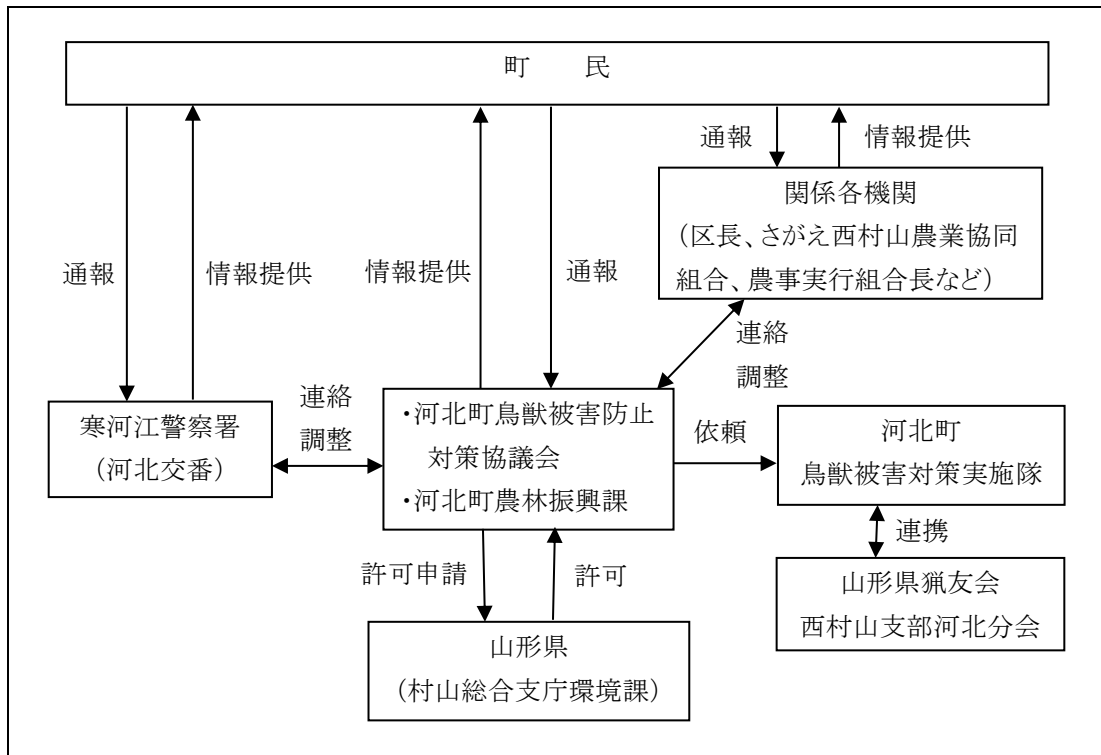 町　　民
通報
情報提供
情報提供
通報
通報
情報提供
関係各機関
（区長、さがえ西村山農業協同
組合、農事実行組合長など）
連絡
調整
寒河江警察署
（河北交番）
連絡
調整
・河北町鳥獣被害防止
対策協議会
・河北町農林振興課
依頼
河北町
鳥獣被害対策実施隊
連携
山形県猟友会
西村山支部河北分会
許可申請
許可
山形県
（村山総合支庁環境課）